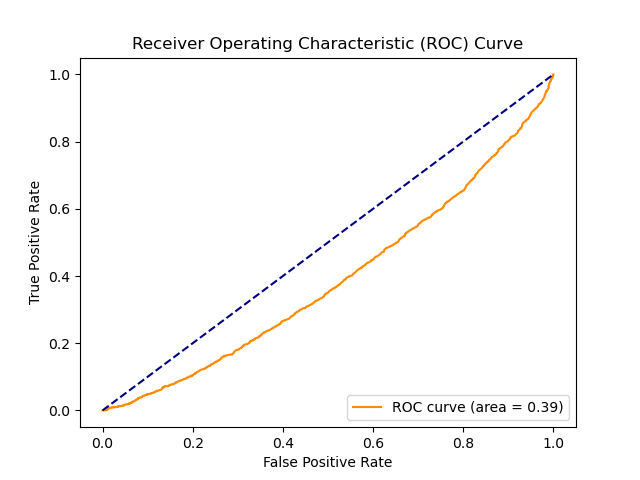 Receiver Operating Characteristic (ROC) Curve
True Positive Rate
1.0
0.8
0.6
0.4
0.2
0.0
ROC curve (area = 0.39)
0.0 0.2 0.4 0.6 0.8 1.0
False Positive Rate